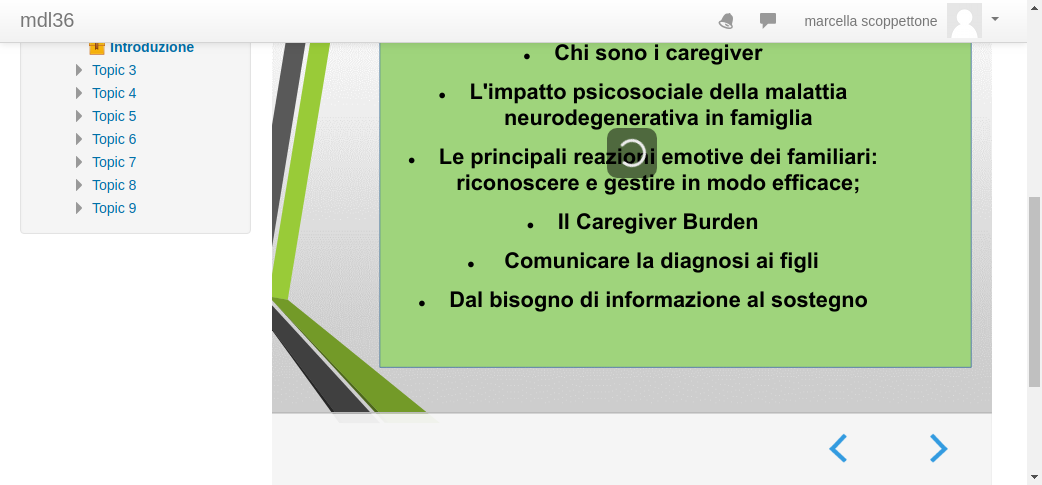 mdl36
marcella scoppettone
Introduzione
Topic 3
Topic 4
Topic 5
Topic 6
Topic 7
Topic 8
Topic 9
• Chi sono i caregiver
• L'impatto psicosociale della malattia
neurodegenerativa in famiglia
• Le principali reazioni emotive dei familiari:
riconoscere e gestire in modo efficace;
• Il Caregiver Burden
• Comunicare la diagnosi ai figli
• Dal bisogno di informazione al sostegno